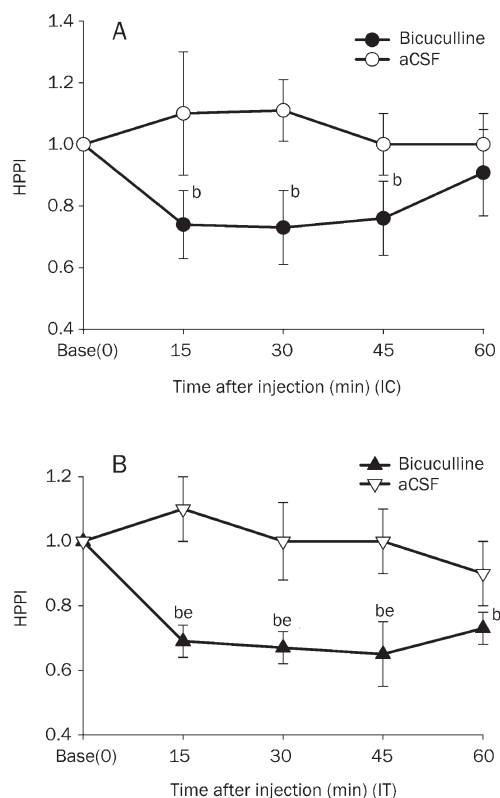 A
Bicuculline
aCSF
1.4
1.2
1.0
0.8
0.6
0.4
HPPI
b
b
b
Base(0) 15 30 45 60
Time after injection (min) (IC)
B
Bicuculline
aCSF
1.2
1.0
0.8
0.6
0.4
HPPI
be
be
be
b
Base(0) 15 30 45 60
Time after injection (min) (IT)